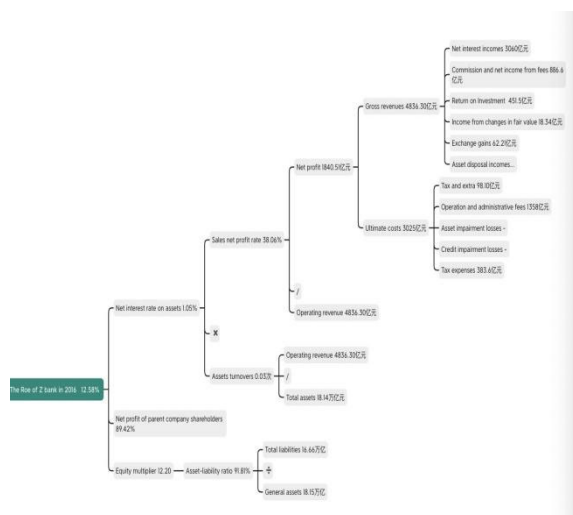 Net interest incomes 3060亿元
Commission and net income from fees 886.6
亿元
Return on Investment 451.5亿元
Income from changes in fair value 18.34亿元
Exchange gains 62.21亿元
Asset disposal incomes...
Gross revenues 4836.30亿元
Net profit 1840.51亿元
Tax and extra 98.10亿元
Operation and administrative fees 1358亿元
Asset impairment losses -
Credit impairment losses -
Tax expenses 383.6亿元
Ultimate costs 3025亿元
Sales net profit rate 38.06%
/
Operating revenue 4836.30亿元
Net interest rate on assets 1.05%
×
Assets turnovers 0.03次
Operating revenue 4836.30亿元
/
Total assets 18.14万亿元
The Roe of Z bank in 2016 12.58%
Net profit of parent company shareholders
89.42%
Equity multiplier 12.20
Asset-liability ratio 91.81%
Total liabilities 16.66万亿
÷
General assets 18.15万亿